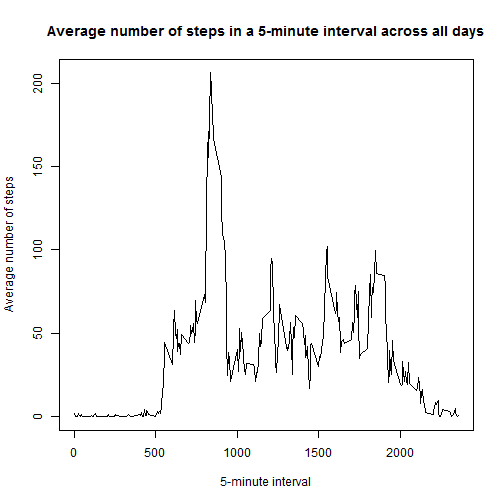 Average number of steps in a 5-minute interval across all days
Average number of steps
200
150
100
50
0
0 500 1000 1500 2000
5-minute interval